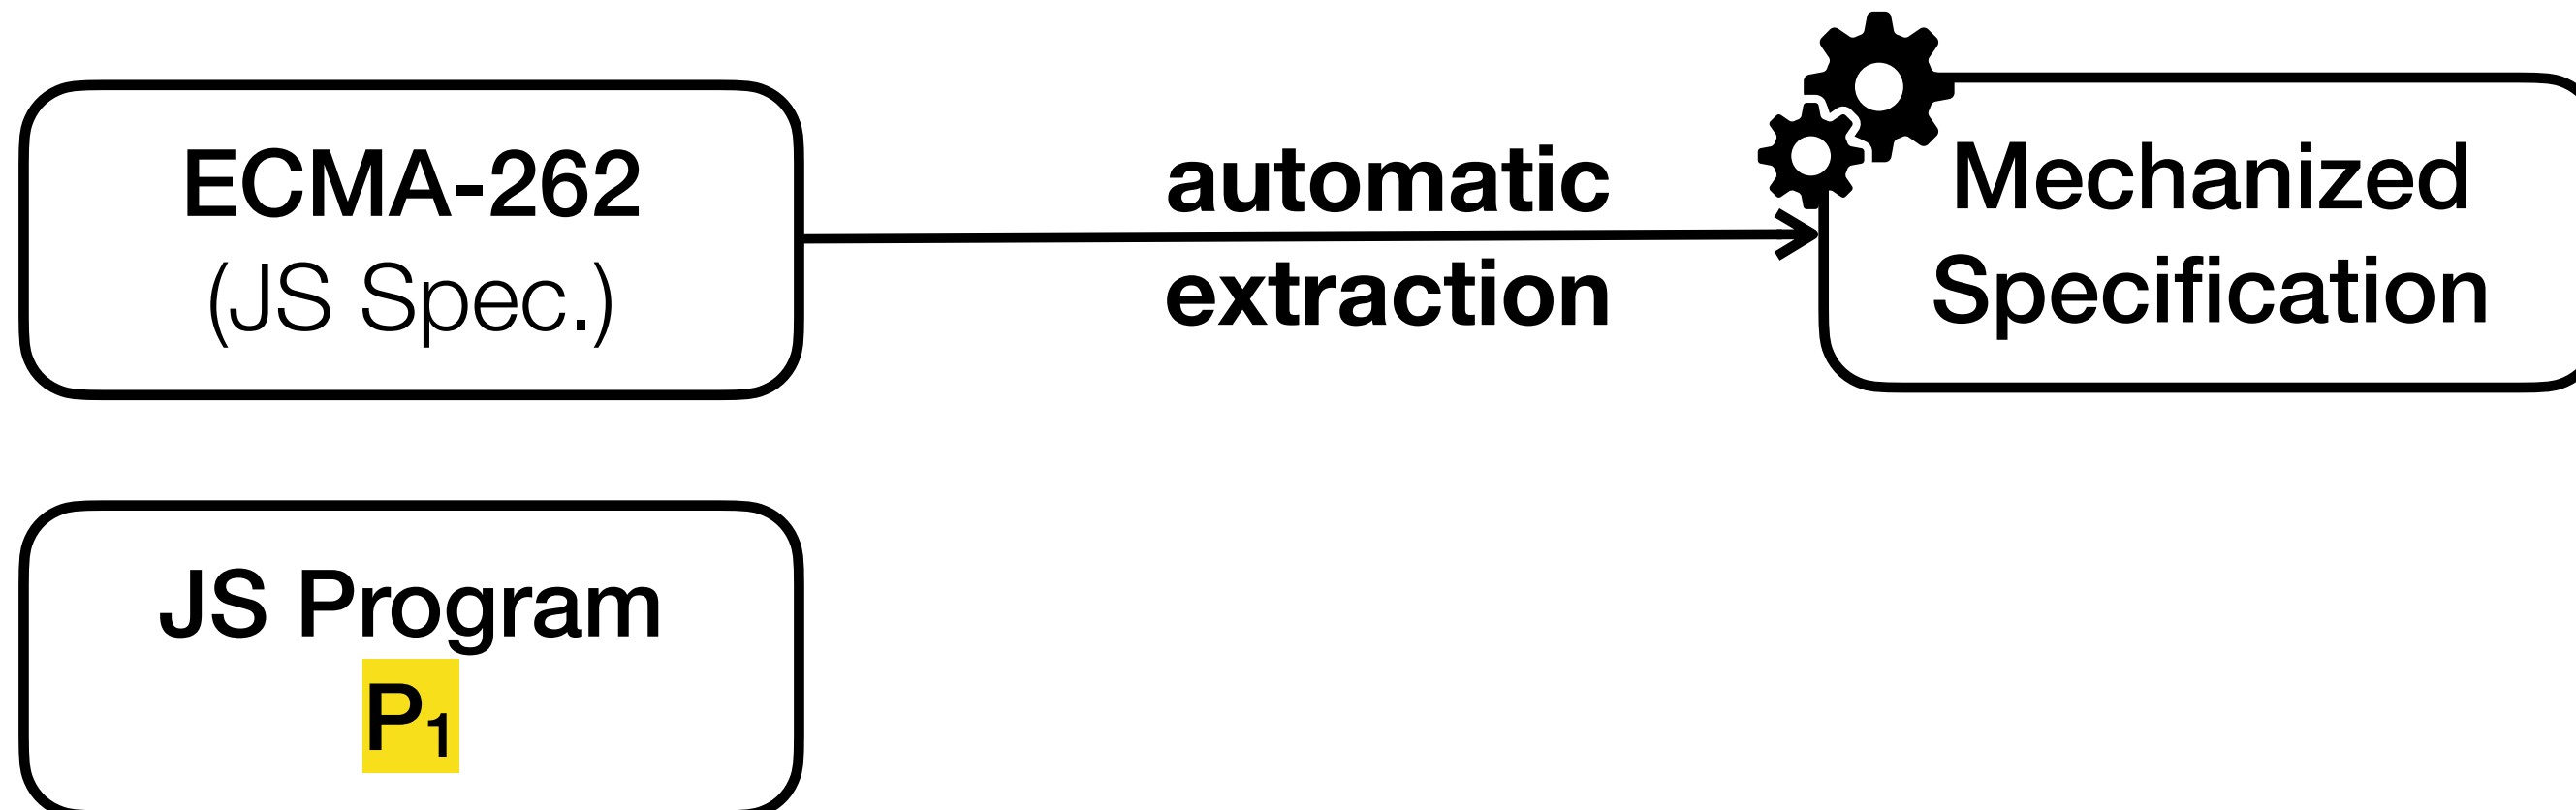 ECMA-262
(JS Spec.)
automatic
extraction
Mechanized
Specification
JS Program
P₁